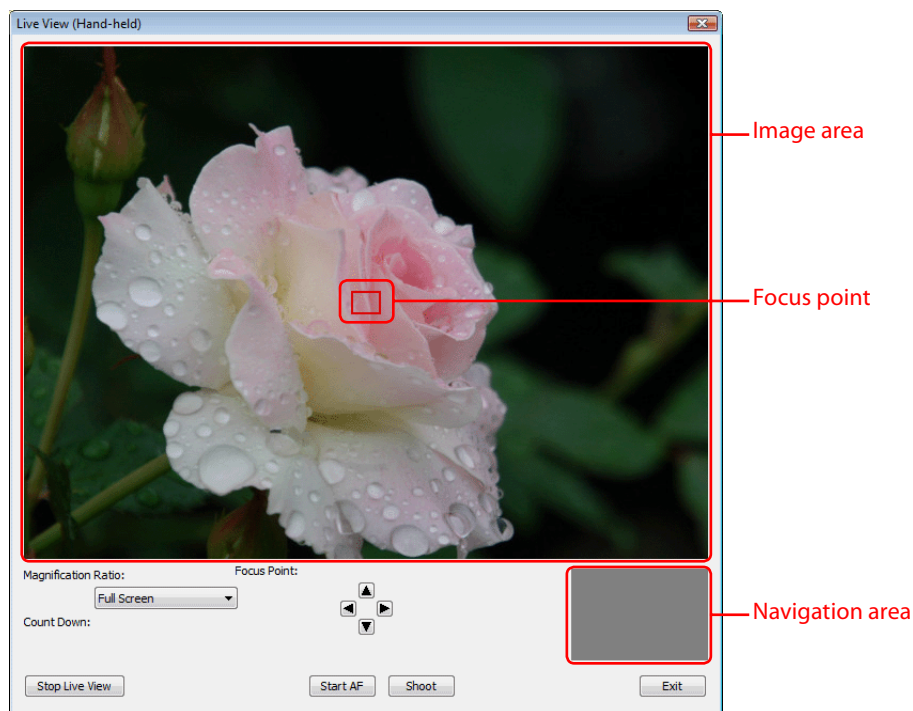 Live View (Hand-held)
Image area
Focus point
Magnification Ratio:
Focus Point:
Full Screen
Count Down:
Navigation area
Stop Live View
Start AF
Shoot
Exit